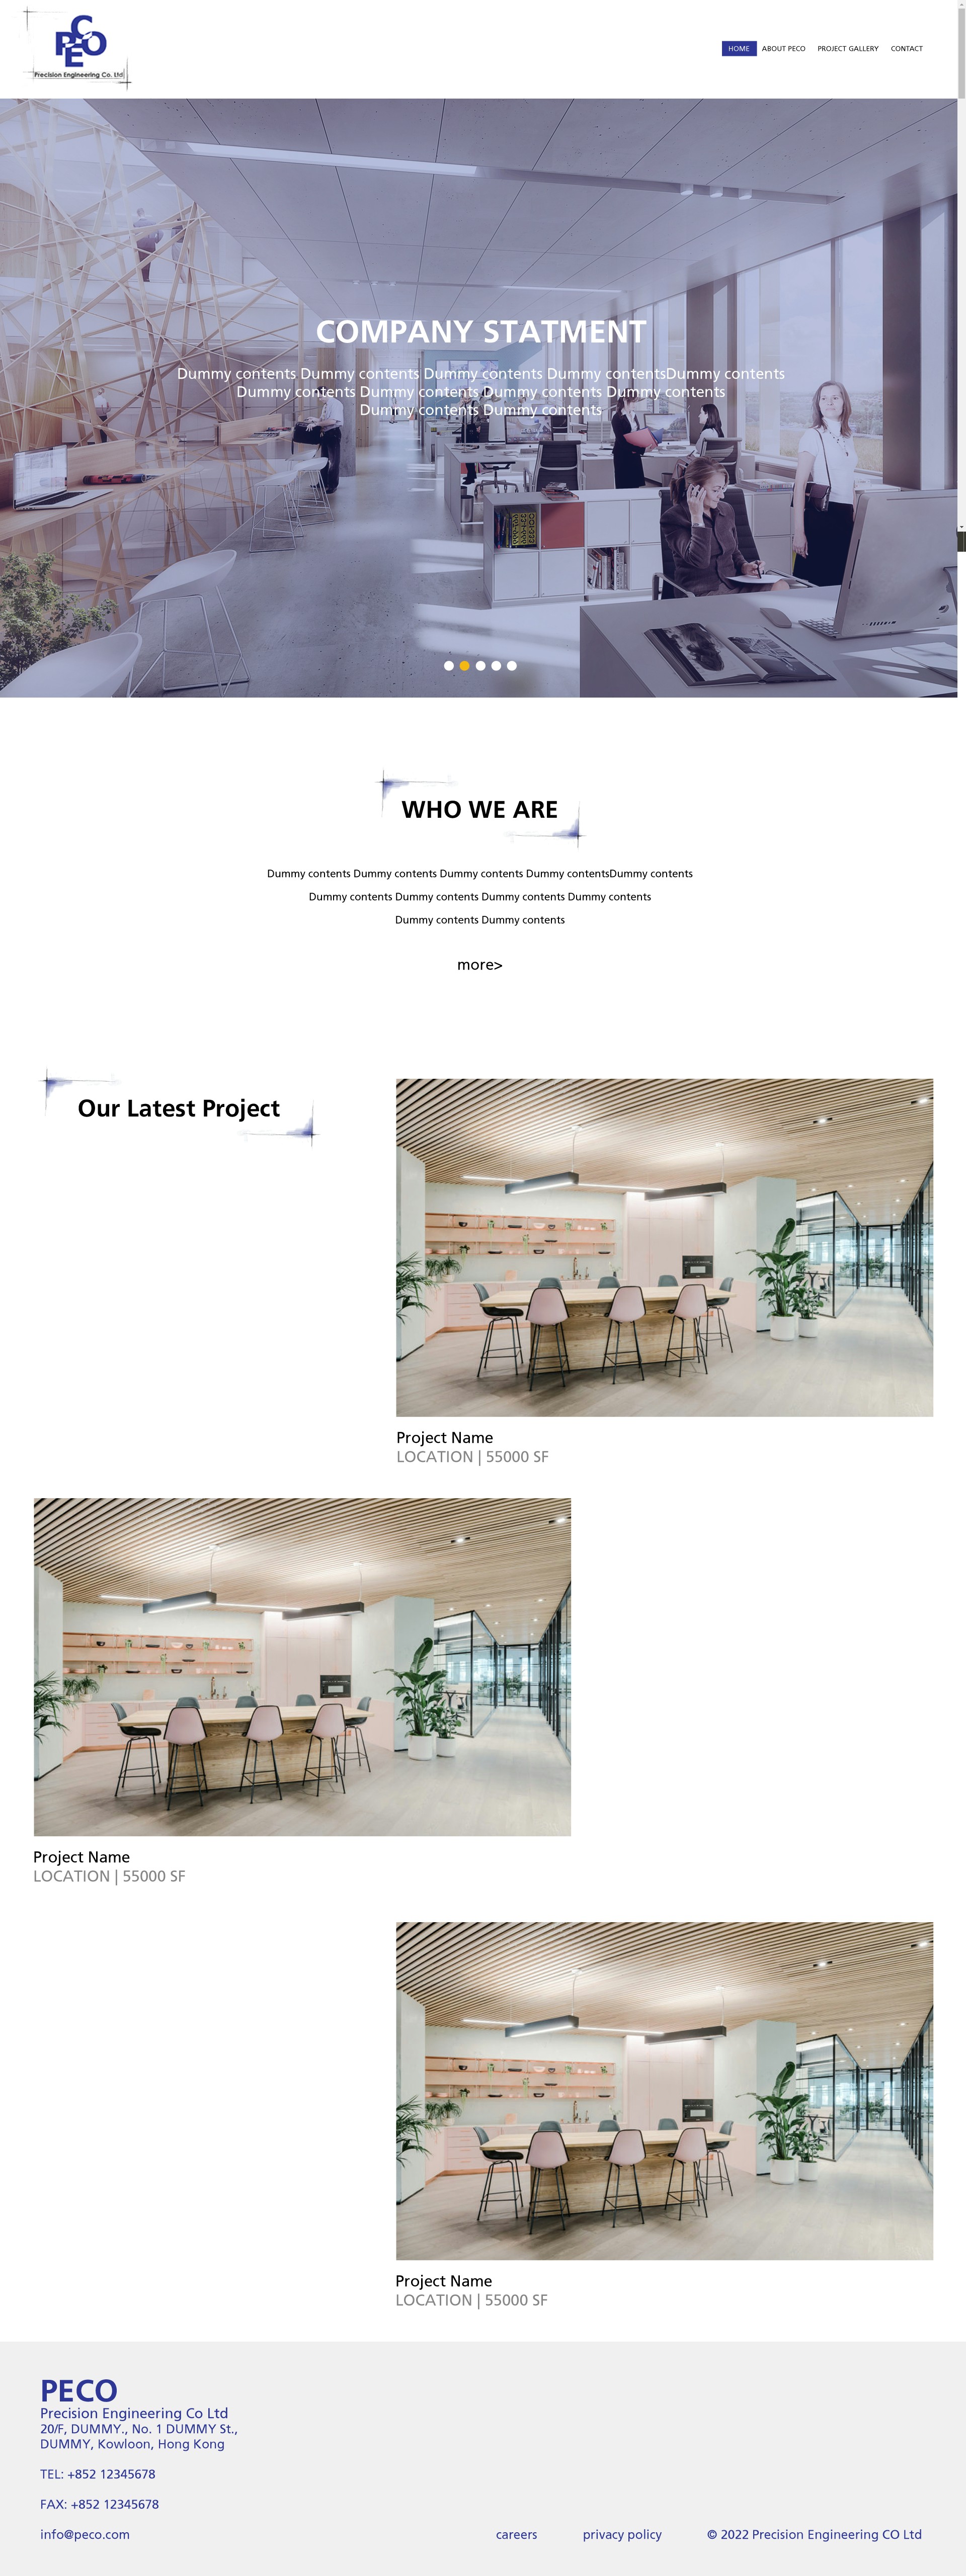 PECO
Precision Engineering Co. Ltd
HOME ABOUT PECO PROJECT GALLERY CONTACT
COMPANY STATMENT
Dummy contents Dummy contents Dummy contents Dummy contentsDummy contents
Dummy contents Dummy contents Dummy contents Dummy contents
Dummy contents Dummy contents
WHO WE ARE
Dummy contents Dummy contents Dummy contents Dummy contentsDummy contents
Dummy contents Dummy contents Dummy contents Dummy contents
Dummy contents Dummy contents
more>
Our Latest Project
Project Name
LOCATION | 55000 SF
Project Name
LOCATION | 55000 SF
Project Name
LOCATION | 55000 SF
PECO
Precision Engineering Co Ltd
20/F, DUMMY., No. 1 DUMMY St.,
DUMMY, Kowloon, Hong Kong
TEL: +852 12345678
FAX: +852 12345678
info@peco.com
careers privacy policy © 2022 Precision Engineering CO Ltd